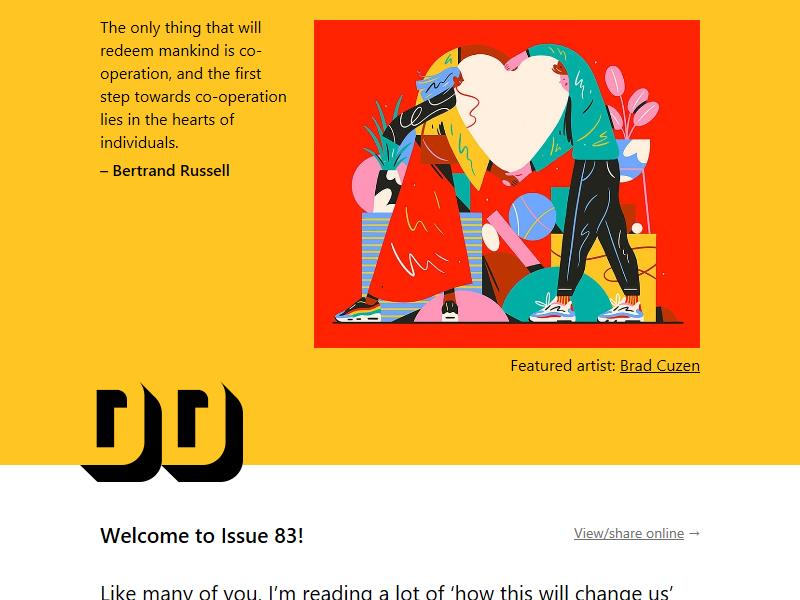 The only thing that will
redeem mankind is co-
operation, and the first
step towards co-operation
lies in the hearts of
individuals.
– Bertrand Russell
Featured artist: Brad Cuzen
Welcome to Issue 83!
View/share online →
Like many of you, I’m reading a lot of ‘how this will change us’